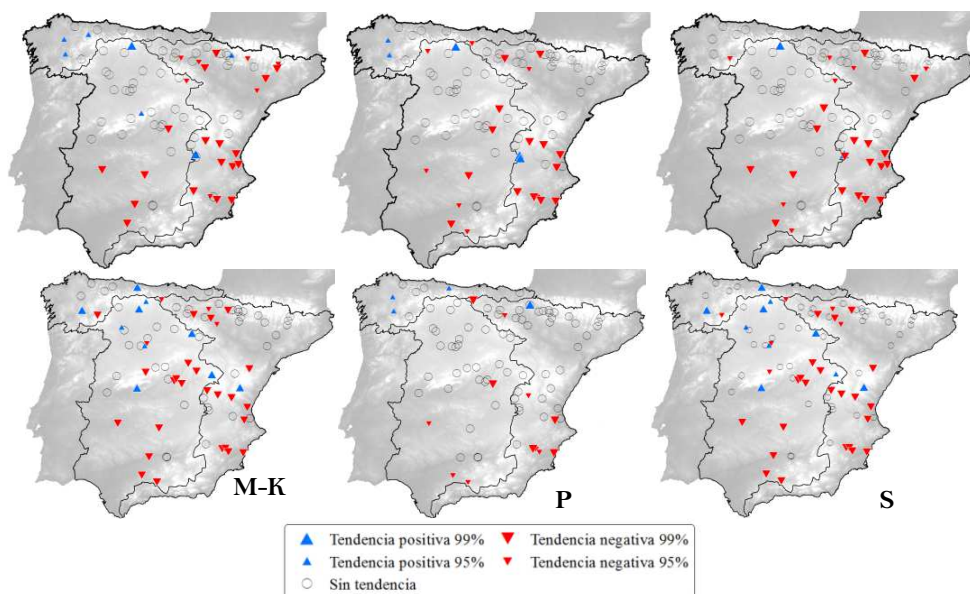 M-K P S
Tendencia positiva 99% Tendencia negativa 99%
Tendencia positiva 95% Tendencia negativa 95%
Sin tendencia